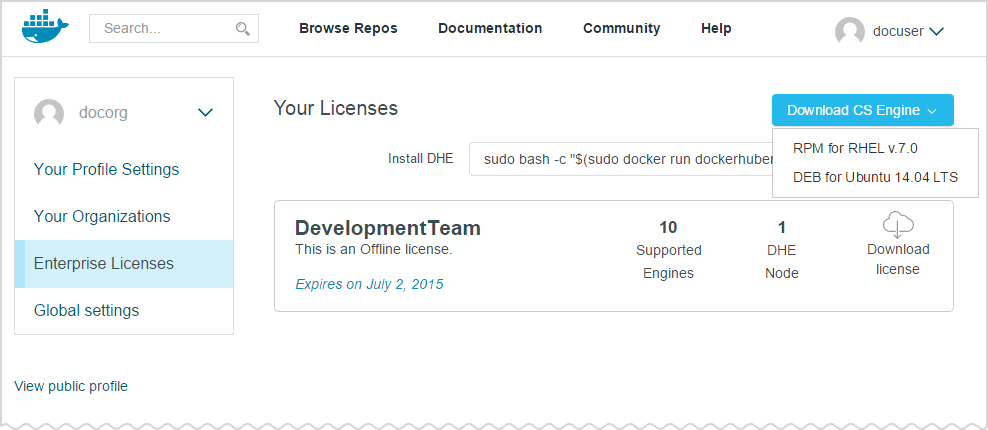 Search...
Browse Repos
Documentation
Community
Help
docuser
docorg
Your Profile Settings
Your Organizations
Enterprise Licenses
Global settings
View public profile
Your Licenses
Download CS Engine
RPM for RHEL v.7.0
DEB for Ubuntu 14.04 LTS
Install DHE
sudo bash -c "$(sudo docker run dockerhuben
DevelopmentTeam
This is an Offline license.
Expires on July 2, 2015
10
Supported
Engines
1
DHE
Node
Download
license